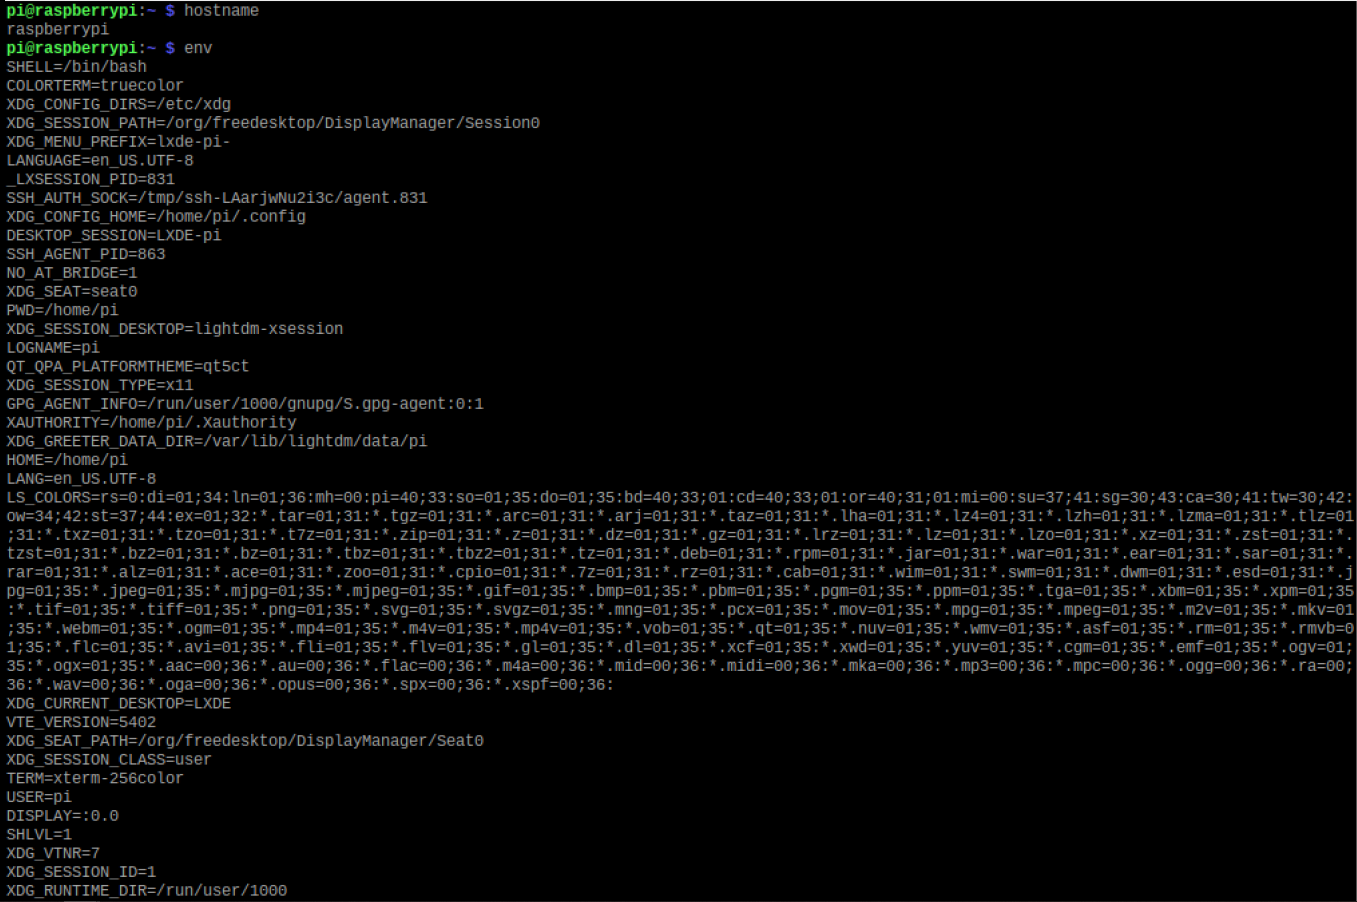 pi@raspberrypi:~ $ hostname
raspberrypi
pi@raspberrypi:~ $ env
SHELL=/bin/bash
COLORTERM=truecolor
XDG_CONFIG_DIRS=/etc/xdg
XDG_SESSION_PATH=/org/freedesktop/DisplayManager/Session0
XDG_MENU_PREFIX=lxde-pi-
LANGUAGE=en_US.UTF-8
_LXSESSION_PID=831
SSH_AUTH_SOCK=/tmp/ssh-LAarjwNu2i3c/agent.831
XDG_CONFIG_HOME=/home/pi/.config
DESKTOP_SESSION=LXDE-pi
SSH_AGENT_PID=863
NO_AT_BRIDGE=1
XDG_SEAT=seat0
PWD=/home/pi
XDG_SESSION_DESKTOP=lightdm-xsession
LOGNAME=pi
QT_QPA_PLATFORMTHEME=qt5ct
XDG_SESSION_TYPE=x11
GPG_AGENT_INFO=/run/user/1000/gnupg/S.gpg-agent:0:1
XAUTHORITY=/home/pi/.Xauthority
XDG_GREETER_DATA_DIR=/var/lib/lightdm/data/pi
HOME=/home/pi
LANG=en_US.UTF-8
LS_COLORS=rs=0:di=01;34:ln=01;36:mh=00:pi=40;33:so=01;35:do=01;35:bd=40;33;01:cd=40;33;01:or=40;31;01:mi=00:su=37;41:sg=30;43:ca=30;41:tw=30;42:
ow=34;42:st=37;44:ex=01;32:*.tar=01;31:*.tgz=01;31:*.arc=01;31:*.arj=01;31:*.taz=01;31:*.lha=01;31:*.lz4=01;31:*.lzh=01;31:*.lzma=01;31:*.tlz=01
;31:*.txz=01;31:*.tzo=01;31:*.t7z=01;31:*.zip=01;31:*.z=01;31:*.dz=01;31:*.gz=01;31:*.lrz=01;31:*.lz=01;31:*.lzo=01;31:*.xz=01;31:*.zst=01;31:*.
tzst=01;31:*.bz2=01;31:*.bz=01;31:*.tbz=01;31:*.tbz2=01;31:*.tz=01;31:*.deb=01;31:*.rpm=01;31:*.jar=01;31:*.war=01;31:*.ear=01;31:*.sar=01;31:*.
rar=01;31:*.alz=01;31:*.ace=01;31:*.zoo=01;31:*.cpio=01;31:*.7z=01;31:*.rz=01;31:*.cab=01;31:*.wim=01;31:*.swm=01;31:*.dwm=01;31:*.esd=01;31:*.j
pg=01;35:*.jpeg=01;35:*.mjpg=01;35:*.mjpeg=01;35:*.gif=01;35:*.bmp=01;35:*.pbm=01;35:*.pgm=01;35:*.ppm=01;35:*.tga=01;35:*.xbm=01;35:*.xpm=01;35
:*.tif=01;35:*.tiff=01;35:*.png=01;35:*.svg=01;35:*.svgz=01;35:*.mng=01;35:*.pcx=01;35:*.mov=01;35:*.mpg=01;35:*.mpeg=01;35:*.m2v=01;35:*.mkv=01
;35:*.webm=01;35:*.ogm=01;35:*.mp4=01;35:*.m4v=01;35:*.mp4v=01;35:*.vob=01;35:*.qt=01;35:*.nuv=01;35:*.wmv=01;35:*.asf=01;35:*.rm=01;35:*.rmvb=0
1;35:*.flc=01;35:*.avi=01;35:*.fli=01;35:*.flv=01;35:*.gl=01;35:*.dl=01;35:*.xcf=01;35:*.xwd=01;35:*.yuv=01;35:*.cgm=01;35:*.emf=01;35:*.ogv=01;
35:*.ogx=01;35:*.aac=00;36:*.au=00;36:*.flac=00;36:*.m4a=00;36:*.mid=00;36:*.midi=00;36:*.mka=00;36:*.mp3=00;36:*.mpc=00;36:*.ogg=00;36:*.ra=00;
36:*.wav=00;36:*.oga=00;36:*.opus=00;36:*.spx=00;36:*.xspf=00;36:
XDG_CURRENT_DESKTOP=LXDE
VTE_VERSION=5402
XDG_SEAT_PATH=/org/freedesktop/DisplayManager/Seat0
XDG_SESSION_CLASS=user
TERM=xterm-256color
USER=pi
DISPLAY=:0.0
SHLVL=1
XDG_VTNR=7
XDG_SESSION_ID=1
XDG_RUNTIME_DIR=/run/user/1000